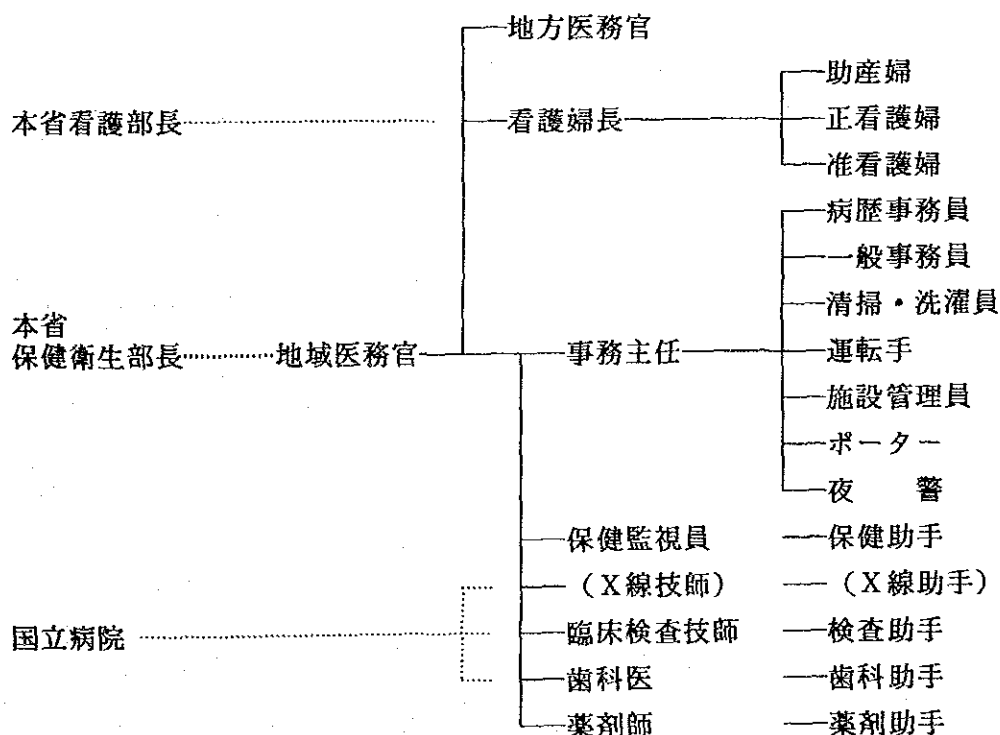 地方医務官
助産婦
本省看護部長 看護婦長 正看護婦
准看護婦
病歴事務員
一般事務員
清掃・洗濯員
本省
保健衛生部長 地域医務官 事務主任 運転手
施設管理員
ポーター
夜 警
保健監視員 保健助手
(X線技師) (X線助手)
国立病院 臨床検査技師 検査助手
歯科医 歯科助手
薬剤師 薬剤助手